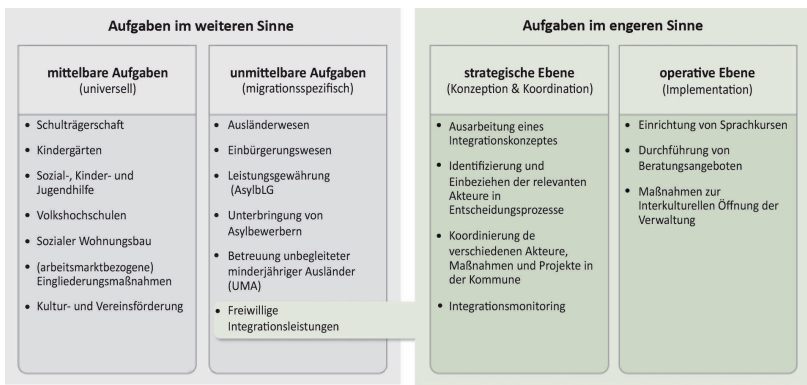 Aufgaben im weiteren Sinne
mittelbare Aufgaben
(universell)
• Schulträgerschaft
• Kindergärten
• Sozial-, Kinder- und
Jugendhilfe
• Volkshochschulen
• Sozialer Wohnungsbau
• (arbeitsmarktbezogene)
Eingliederungsmaßnahmen
• Kultur- und Vereinsförderung
unmittelbare Aufgaben
(migrationsspezifisch)
• Ausländerwesen
• Einbürgerungswesen
• Leistungsgewährung
(AsylbLG
• Unterbringung von
Asylbewerbern
• Betreuung unbegleiteter
minderjähriger Ausländer
(UMA)
• Freiwillige
Integrationsleistungen
Aufgaben im engeren Sinne
strategische Ebene
(Konzeption & Koordination)
• Ausarbeitung eines
Integrationskonzeptes
• Identifizierung und
Einbeziehen der relevanten
Akteure in
Entscheidungsprozesse
• Koordinierung de
verschiedenen Akteure,
Maßnahmen und Projekte in
der Kommune
• Integrationsmonitoring
operative Ebene
(Implementation)
• Einrichtung von Sprachkursen
• Durchführung von
Beratungsangeboten
• Maßnahmen zur
Interkulturellen Öffnung der
Verwaltung